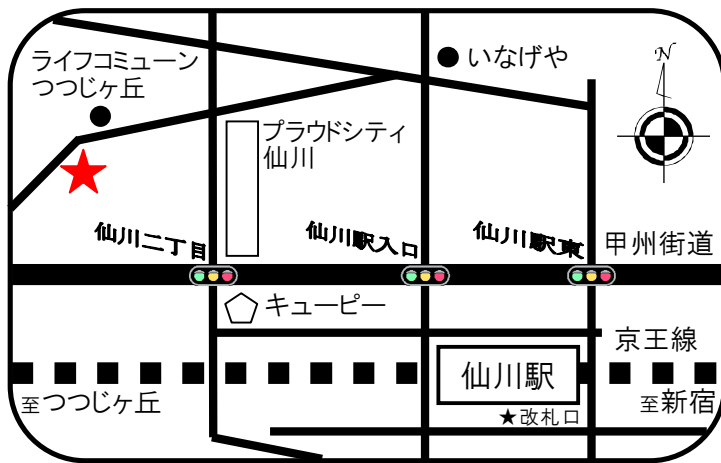 ライフコミューン
つつじヶ丘
いなげや
N
プラウドシティ
仙川
仙川二丁目
仙川駅入口
仙川駅東
甲州街道
キューピー
京王線
仙川駅
至つつじヶ丘
至新宿
★改札口